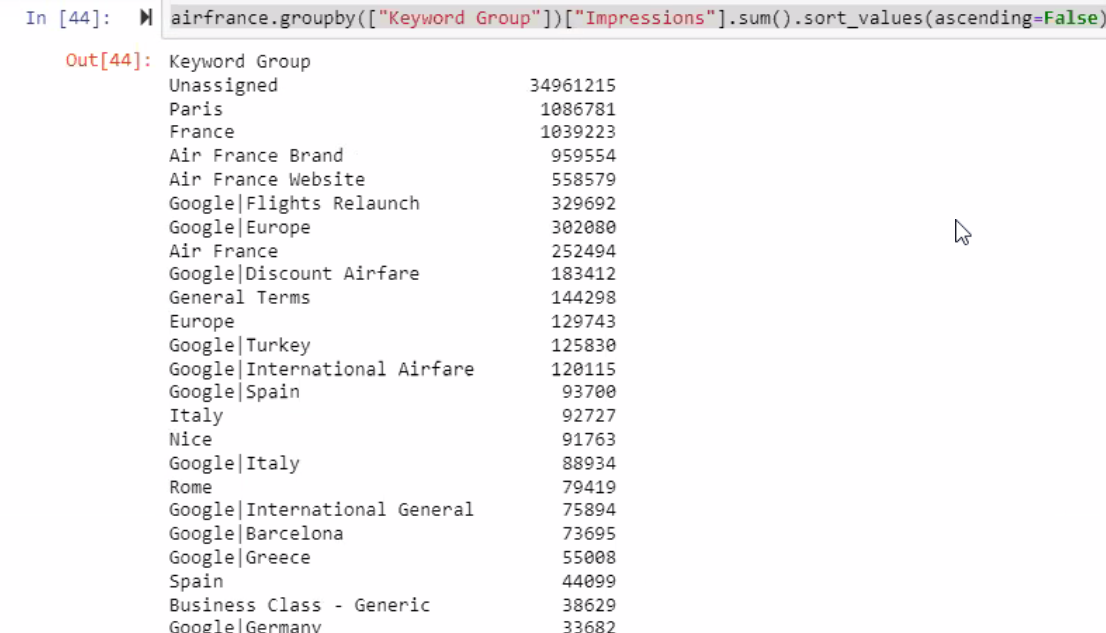 In [44]: airfrance.groupby(["Keyword Group"])["Impressions"].sum().sort_values(ascending=False)
Out[44]: Keyword Group
Unassigned 34961215
Paris 1086781
France 1039223
Air France Brand 959554
Air France Website 558579
Google|Flights Relaunch 329692
Google|Europe 302080
Air France 252494
Google|Discount Airfare 183412
General Terms 144298
Europe 129743
Google|Turkey 125830
Google|International Airfare 120115
Google|Spain 93700
Italy 92727
Nice 91763
Google|Italy 88934
Rome 79419
Google|International General 75894
Google|Barcelona 73695
Google|Greece 55008
Spain 44099
Business Class - Generic 38629
Google|Germany 33682